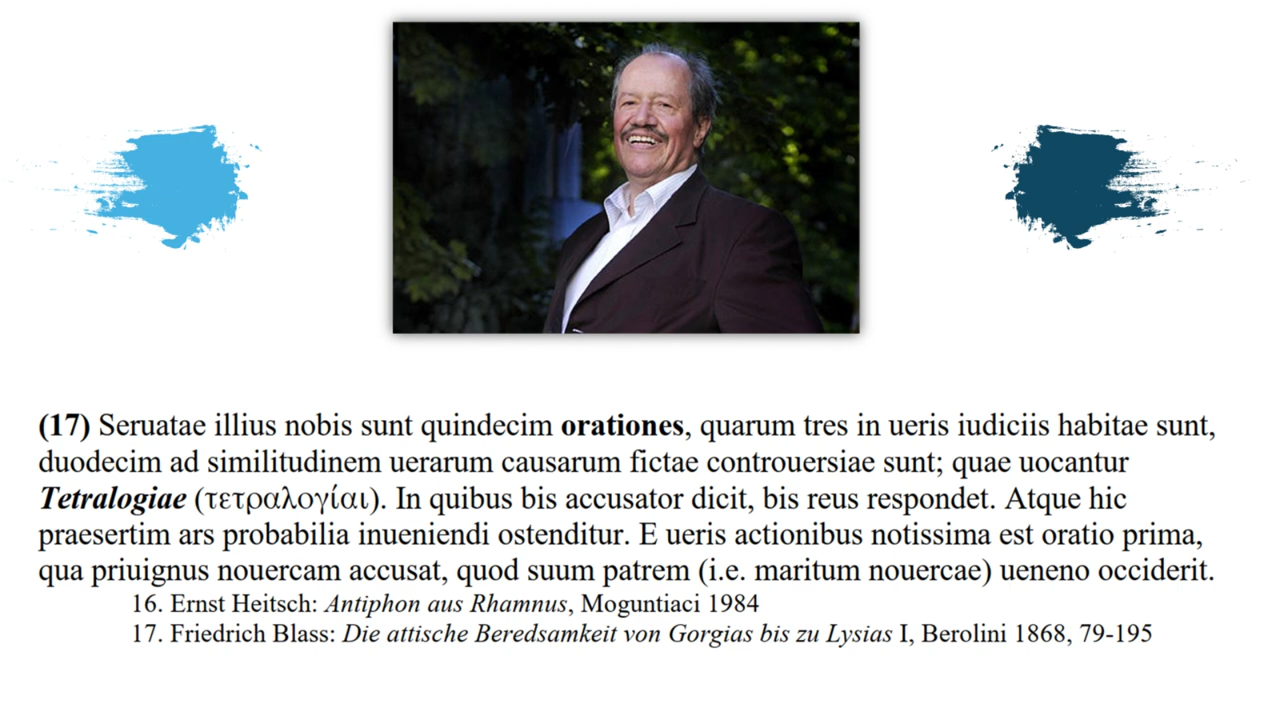 (17) Seruatae illius nobis sunt quindecim orationes, quarum tres in ueris iudiciis habitae sunt,
duodecim ad similitudinem uerarum causarum fictae controuersiae sunt; quae uocantur
Tetralogiae (τετραλογίαι). In quibus bis accusator dicit, bis reus respondet. Atque hic
praesertim ars probabilia inueniendi ostenditur. E ueris actionibus notissima est oratio prima,
qua priuignus nouercam accusat, quod suum patrem (i.e. maritum nouercae) ueneno occiderit.
16. Ernst Heitsch: Antiphon aus Rhamnus, Moguntiaci 1984
17. Friedrich Blass: Die attische Beredsamkeit von Gorgias bis zu Lysias I, Berolini 1868, 79-195